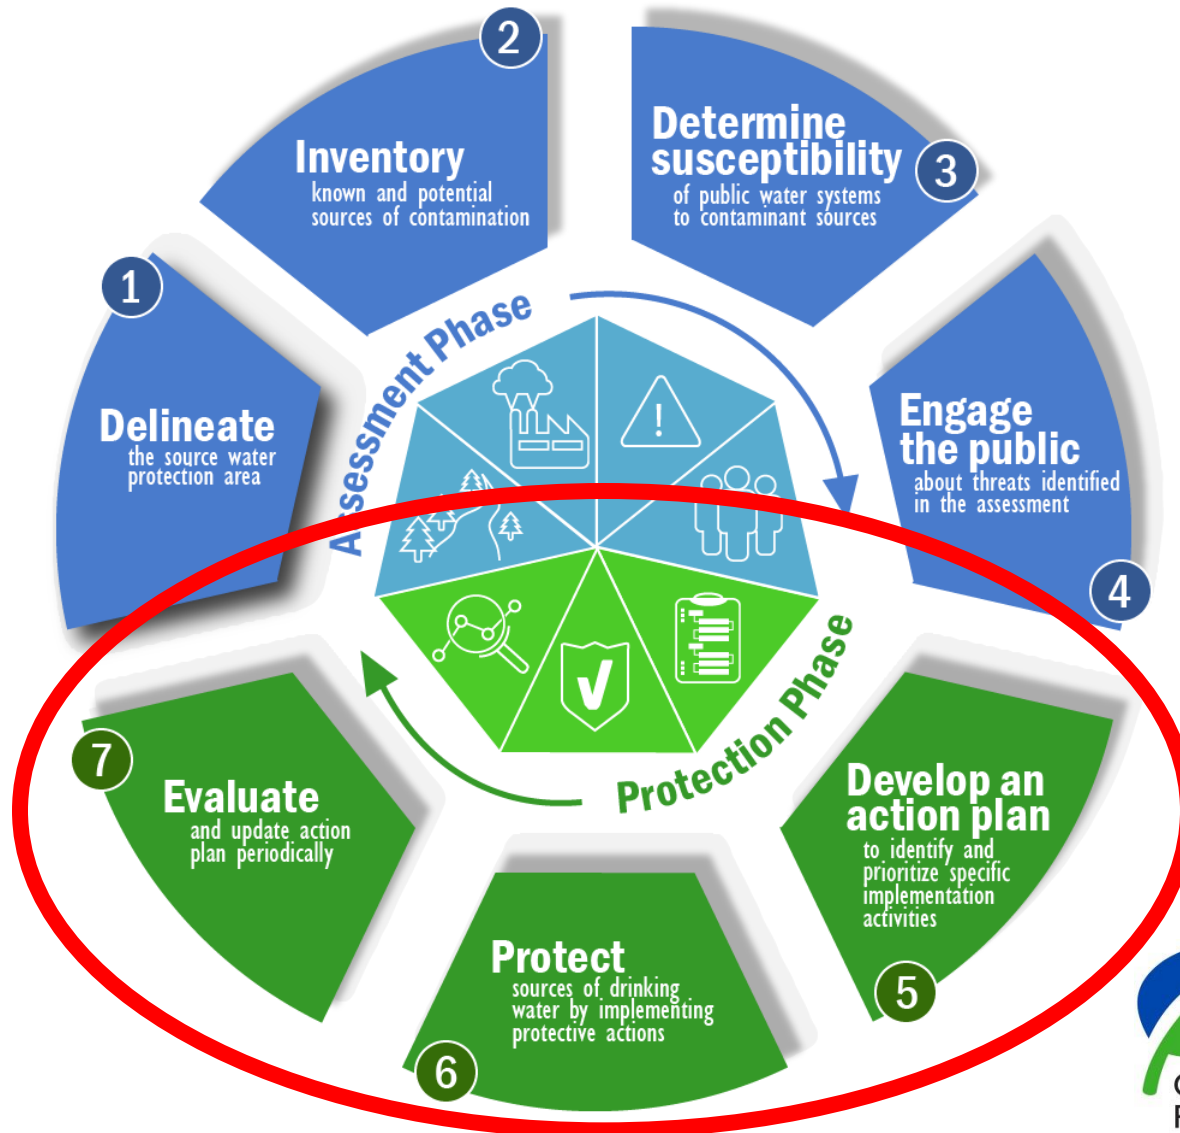 1
Delineate
the source water
protection area
2
Inventory
known and potential
sources of contamination
3
Determine
susceptibility
of public water systems
to contaminant sources
4
Engage
the public
about threats identified
in the assessment
5
Develop an
action plan
to identify and
prioritize specific
implementation
activities
6
Protect
sources of drinking
water by implementing
protective actions
7
Evaluate
and update action
plan periodically
Assessment Phase
!
Protection Phase